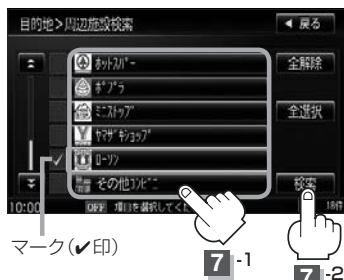 目的地>周辺施設検索
◀ 戻る
ホットスパー
全解除
ポプラ
ミニストップ
全選択
ヤマザキショップ
✓ ローソン
その他コンビニ
検索
10:00 OFF 項目を選択してく 18件
マーク(✔印)
7-1
7-2